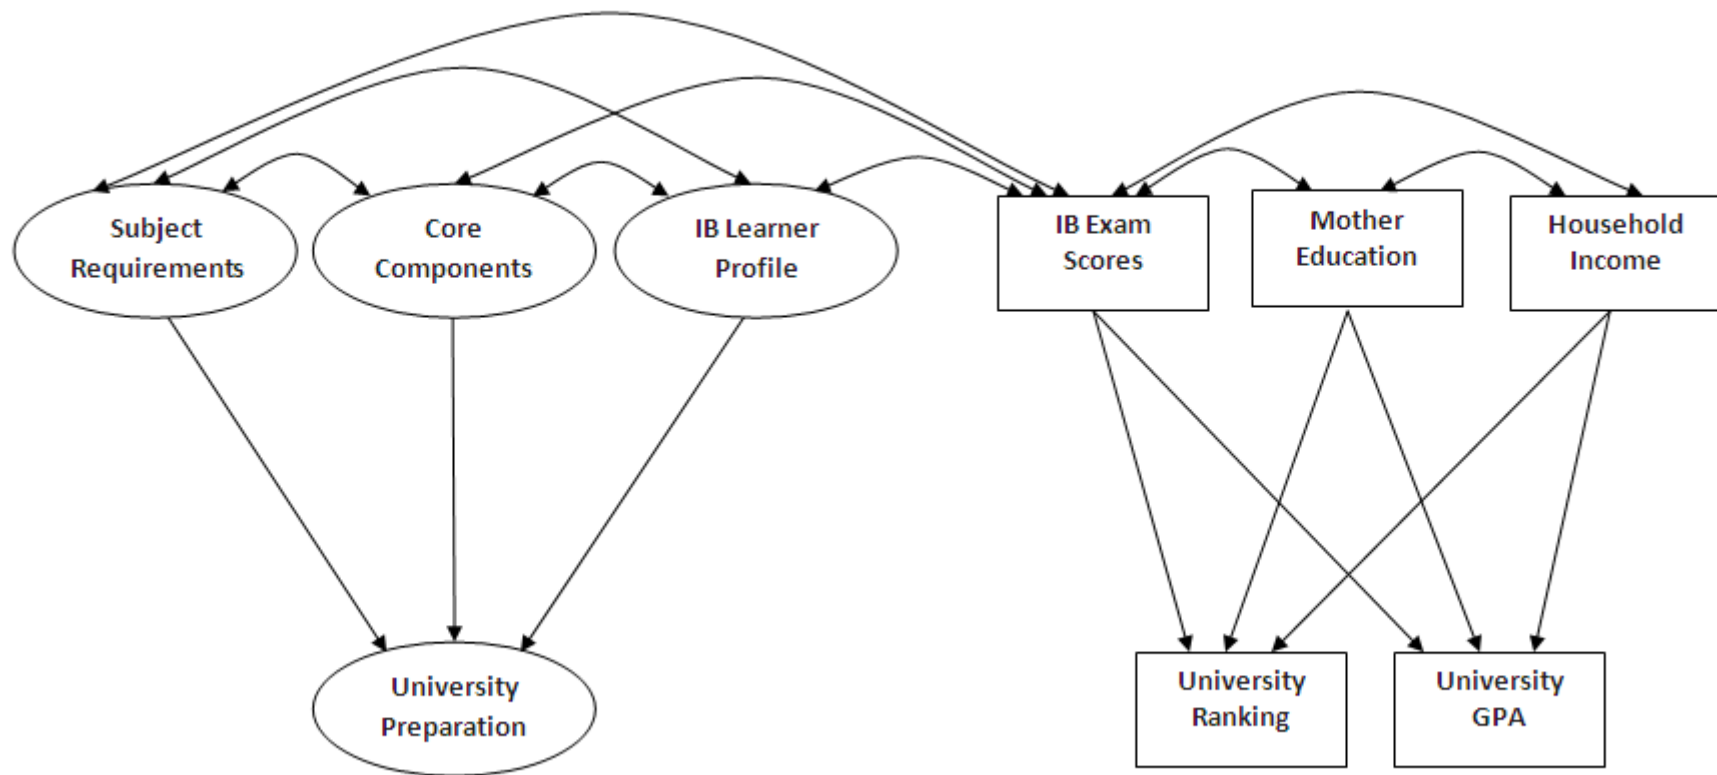 Subject
Requirements
Core
Components
IB Learner
Profile
IB Exam
Scores
Mother
Education
Household
Income
University
Preparation
University
Ranking
University
GPA